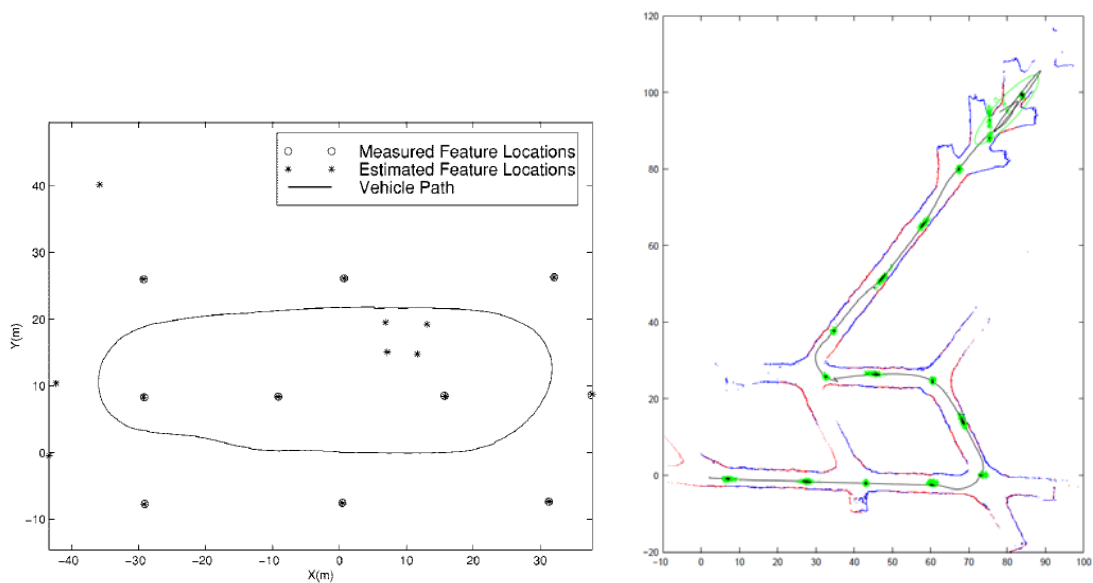 Measured Feature Locations
Estimated Feature Locations
Vehicle Path
40
30
20
10
0
−10
Y(m)
−40 −30 −20 −10 0 10 20 30
X(m)
120
100
80
60
40
20
0
−20
−10 0 10 20 30 40 50 60 70 80 90 100